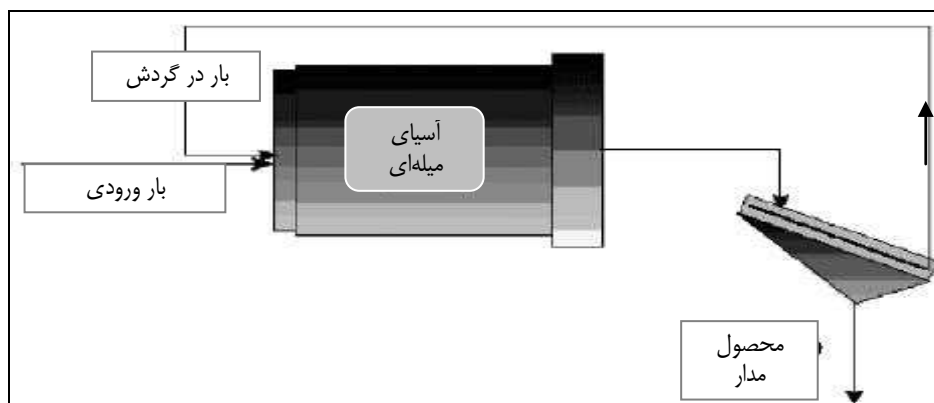 بار در گردش
آسیای
میله‌ای
بار ورودی
محصول
مدار